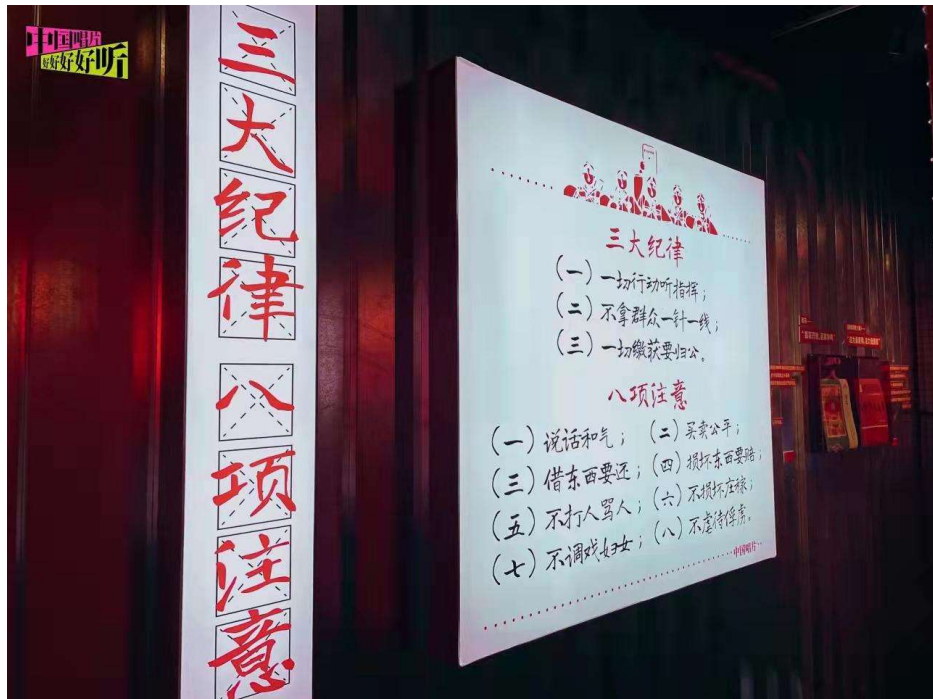 中国唱片
好好好好听
三大纪律 八项注意
三大纪律
(一)一切行动听指挥;
(二)不拿群众一针一线;
(三)一切缴获要归公。
八项注意
(一)说话和气; (二)买卖公平;
(三)借东西要还; (四)损坏东西要赔;
(五)不打人骂人; (六)不损坏庄稼;
(七)不调戏妇女; (八)不虐待俘虏。
中国唱片